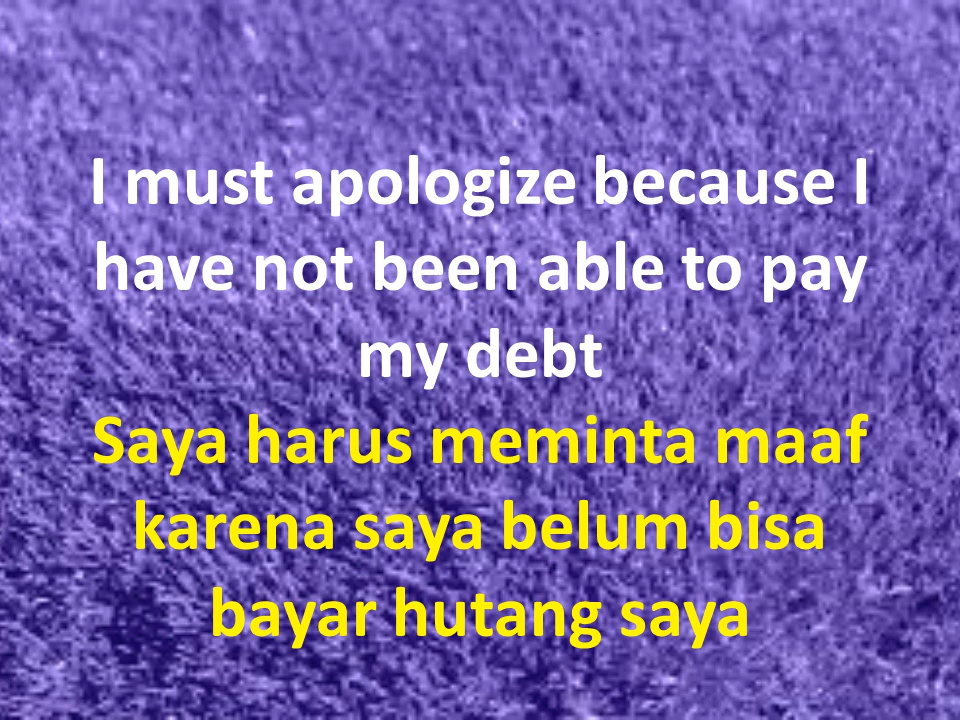 I must apologize because I
have not been able to pay
my debt
Saya harus meminta maaf
karena saya belum bisa
bayar hutang saya